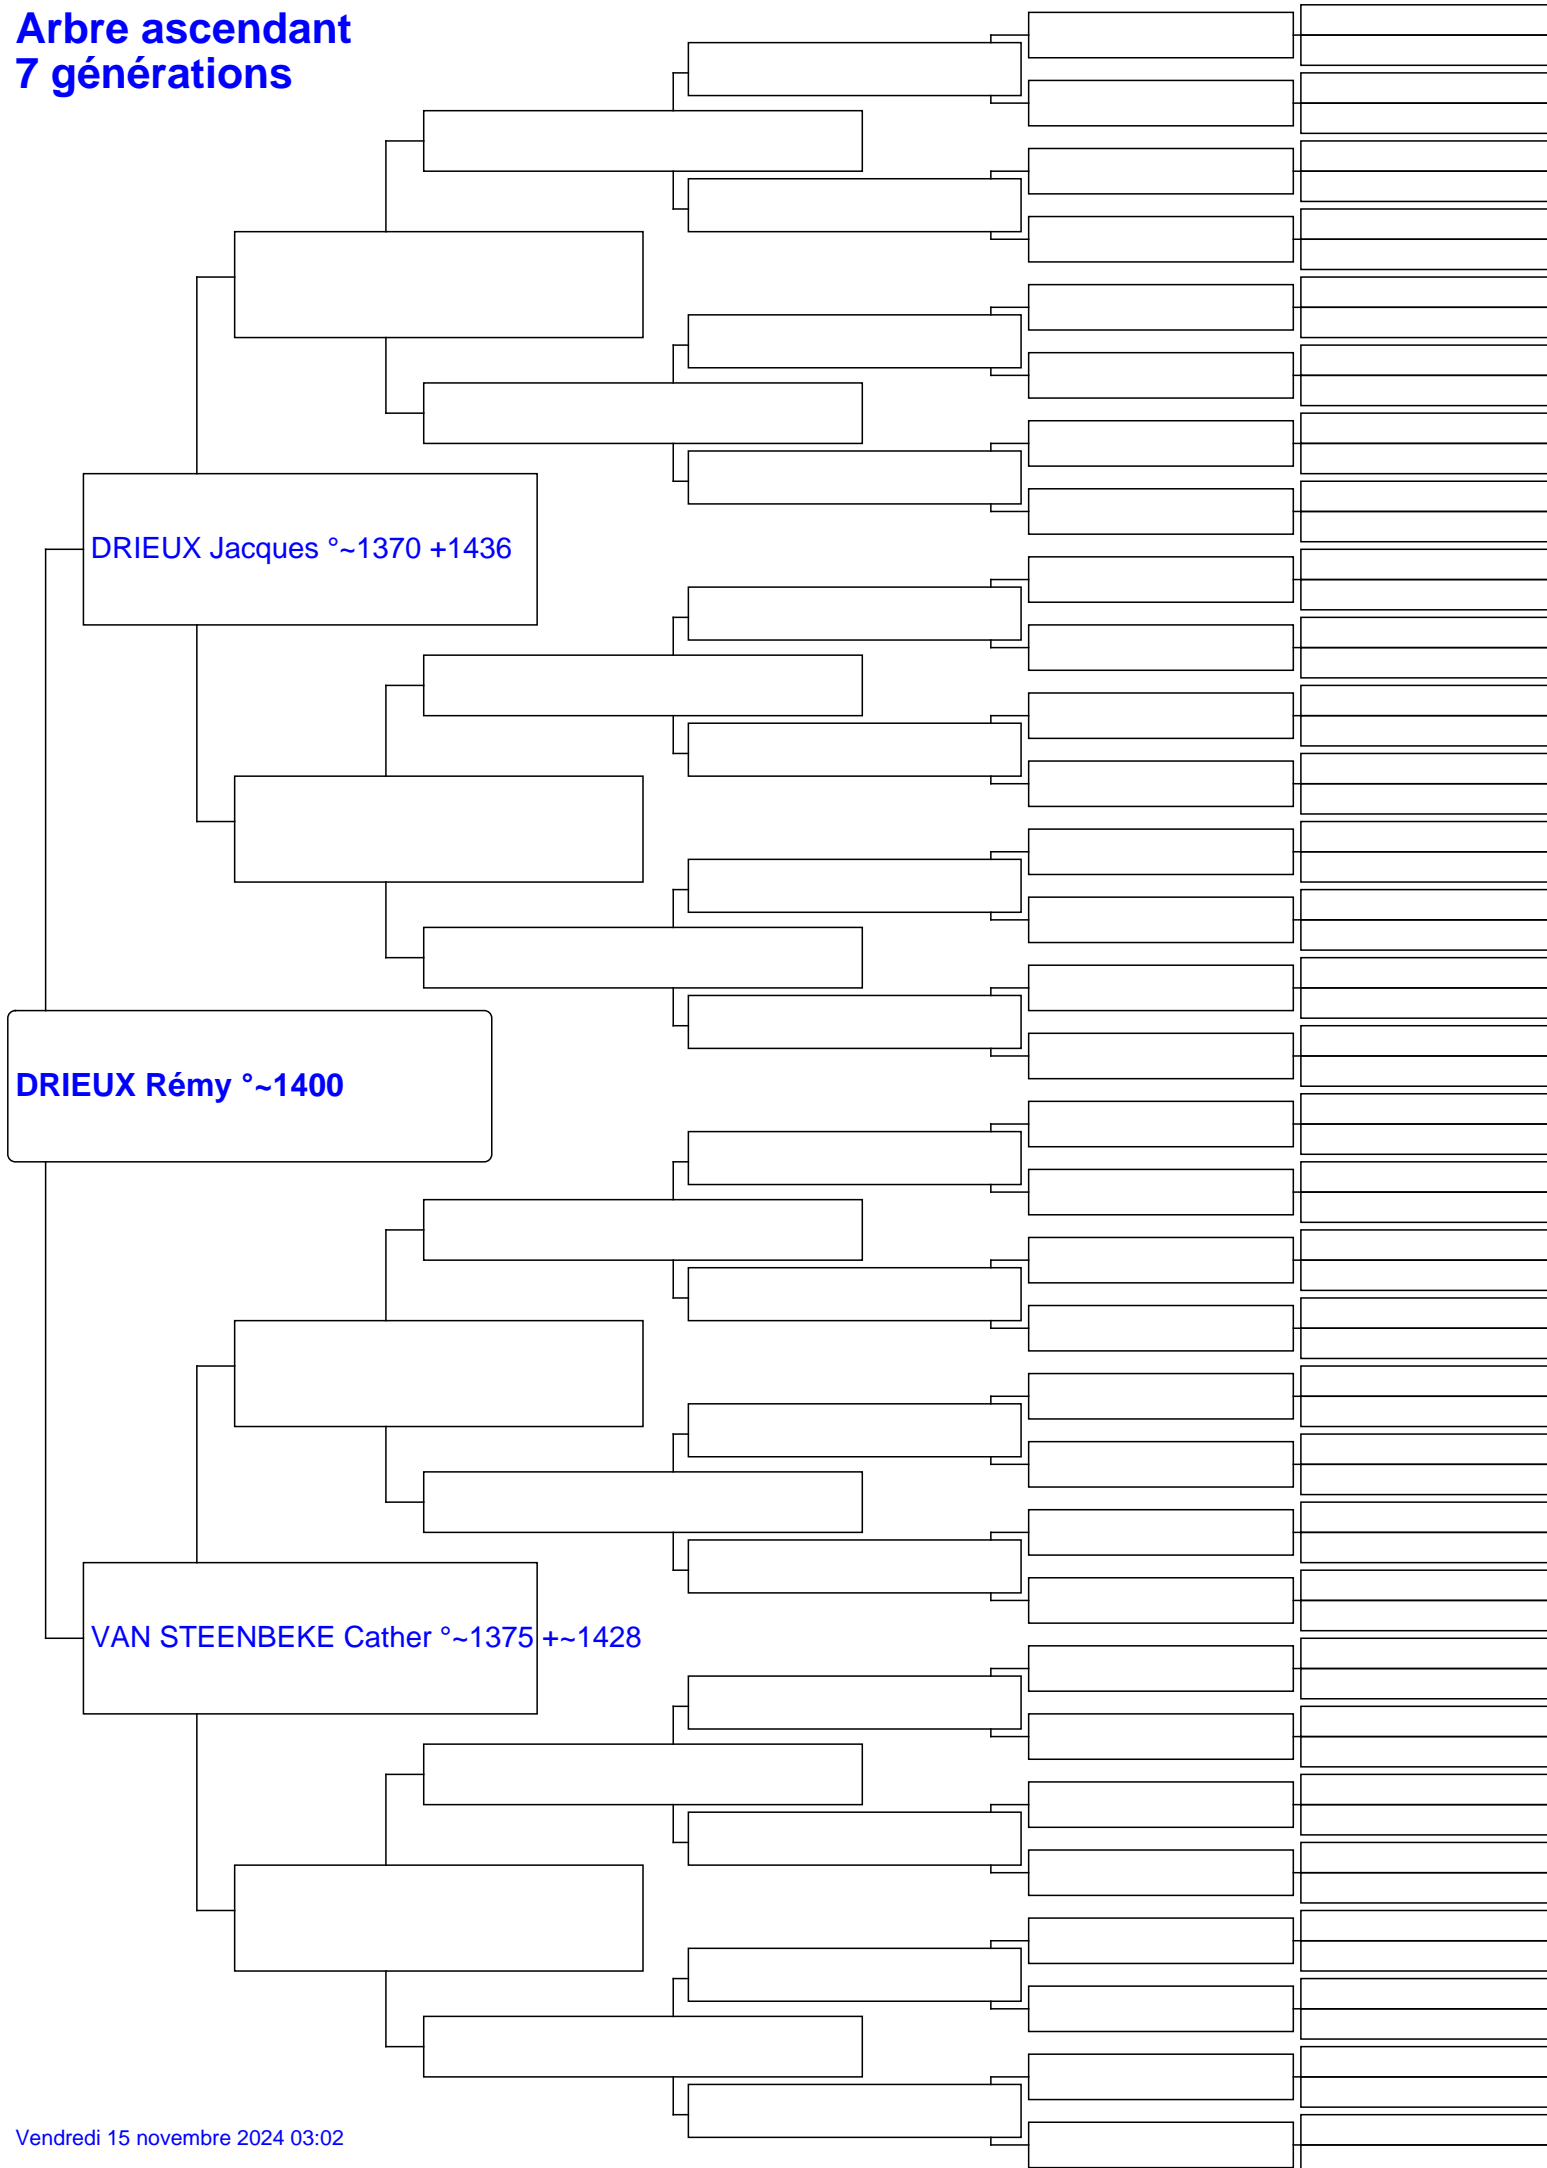 Arbre ascendant
7 générations
DRIEUX Jacques °~1370 +1436
DRIEUX Rémy °~1400
VAN STEENBEKE Cather °~1375 +~1428
Vendredi 15 novembre 2024 03:02